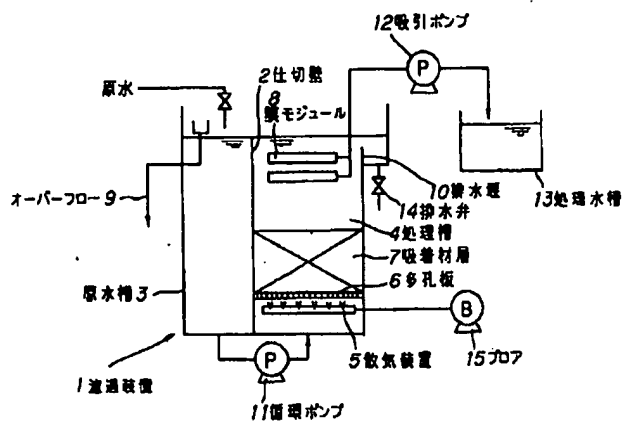 12吸引ポンプ
P
原水
2仕切壁
8
膜モジュール
オーバーフロー9
10排水堰
14排水弁
13処理水槽
4処理槽
7吸着材層
6多孔板
原水槽3
B
5散気装置
15ブロア
1濾過装置
P
11循環ポンプ